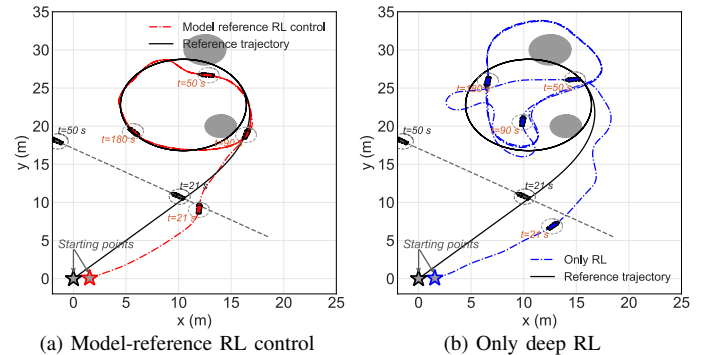 35
30
25
20
15
10
5
0
y (m)
Model reference RL control
Reference trajectory
t=50 s
t=180 s
t=90
t=50 s
t=21 s
t=21 s
Starting points
0 5 10 15 20 25
x (m)
(a) Model-reference RL control
35
30
25
20
15
10
5
0
y (m)
t=180 s
t=50 s
t=90 s
t=50 s
t=21 s
t=21 s
Starting points
Only RL
Reference trajectory
0 5 10 15 20 25
x (m)
(b) Only deep RL